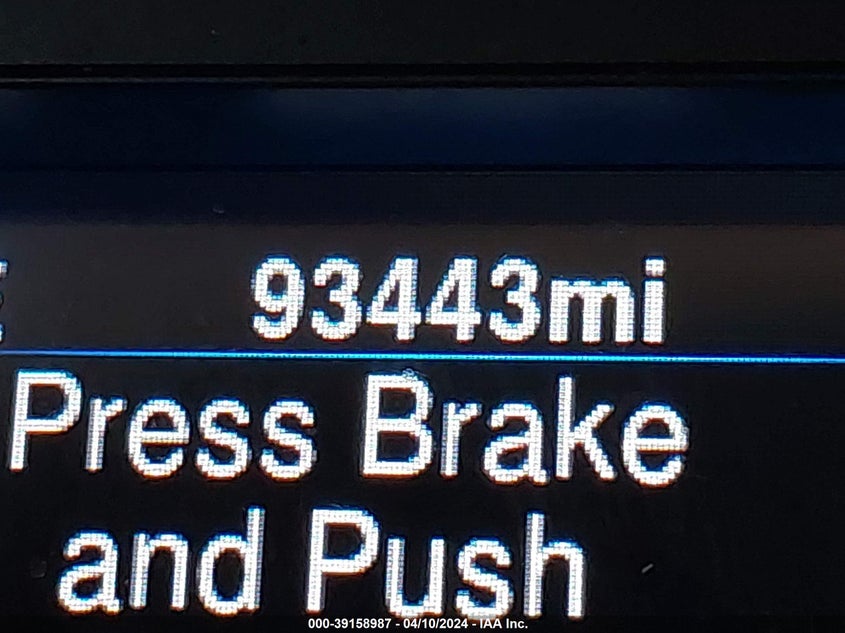 93443mi
Press Brake
and Push
000-39158987 - 04/10/2024 - IAA Inc.